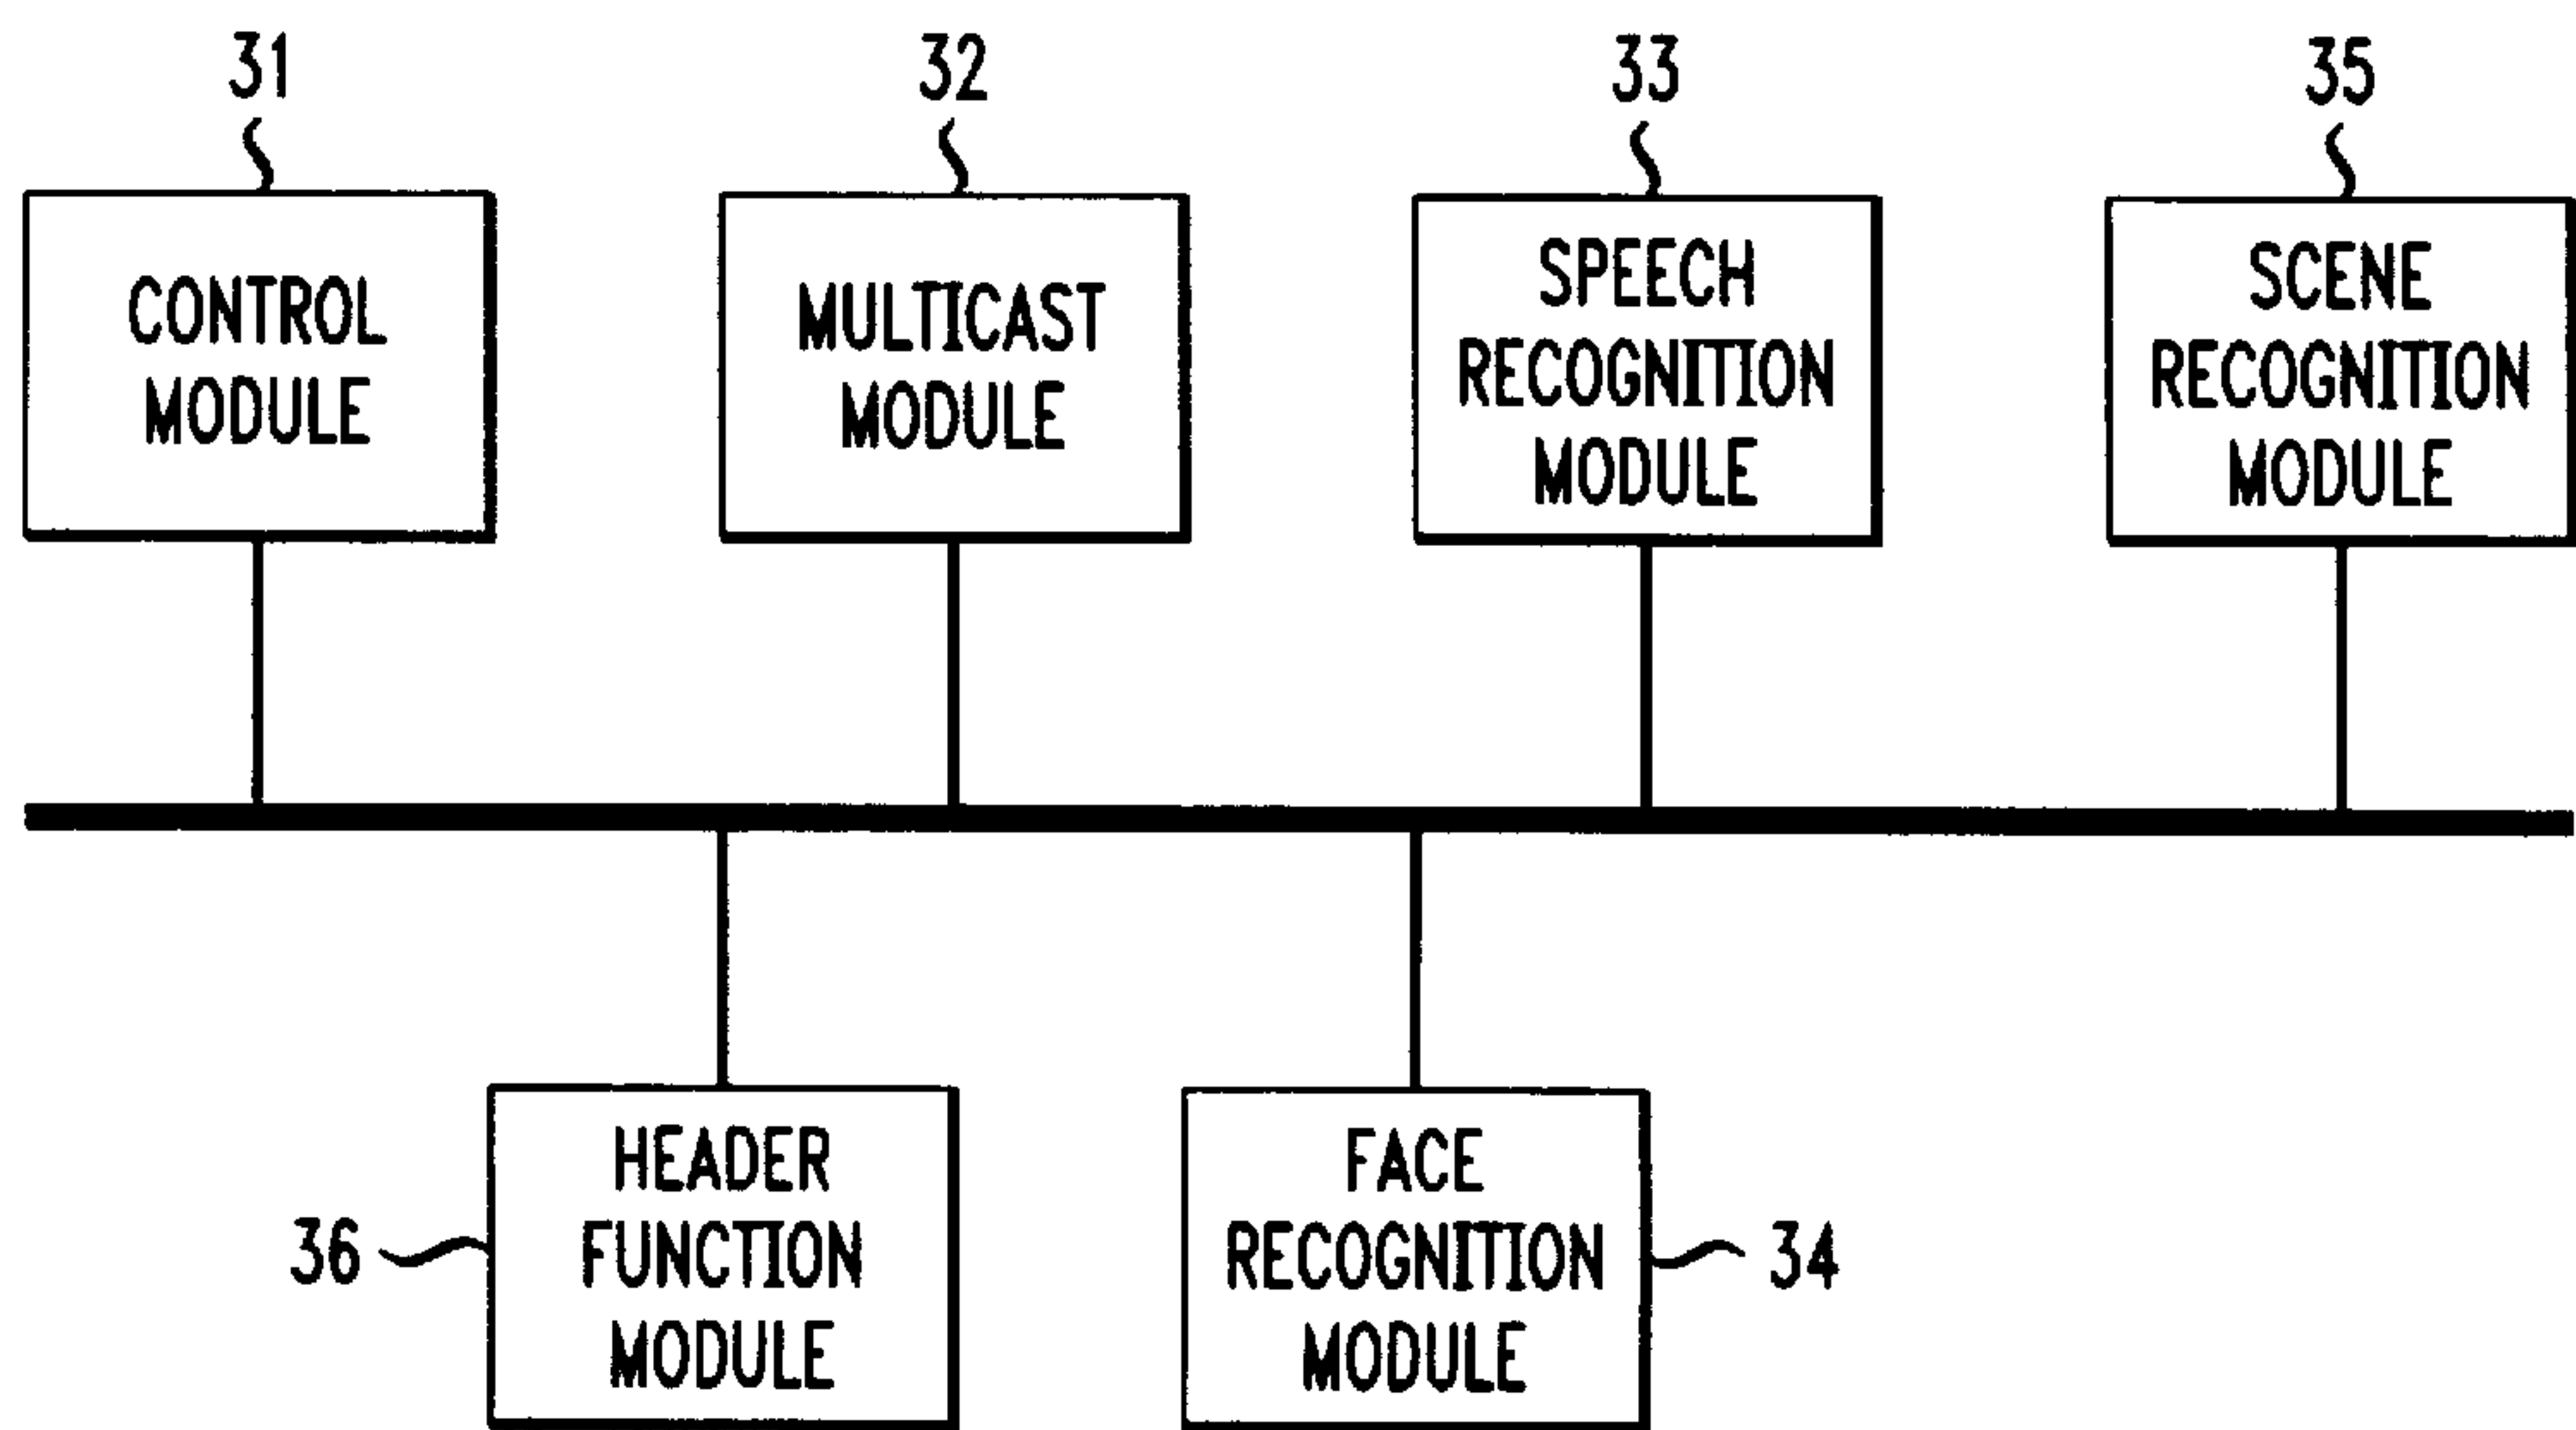 31
32
33
35
CONTROL
MODULE
MULTICAST
MODULE
SPEECH
RECOGNITION
MODULE
SCENE
RECOGNITION
MODULE
36
HEADER
FUNCTION
MODULE
FACE
RECOGNITION
MODULE
34